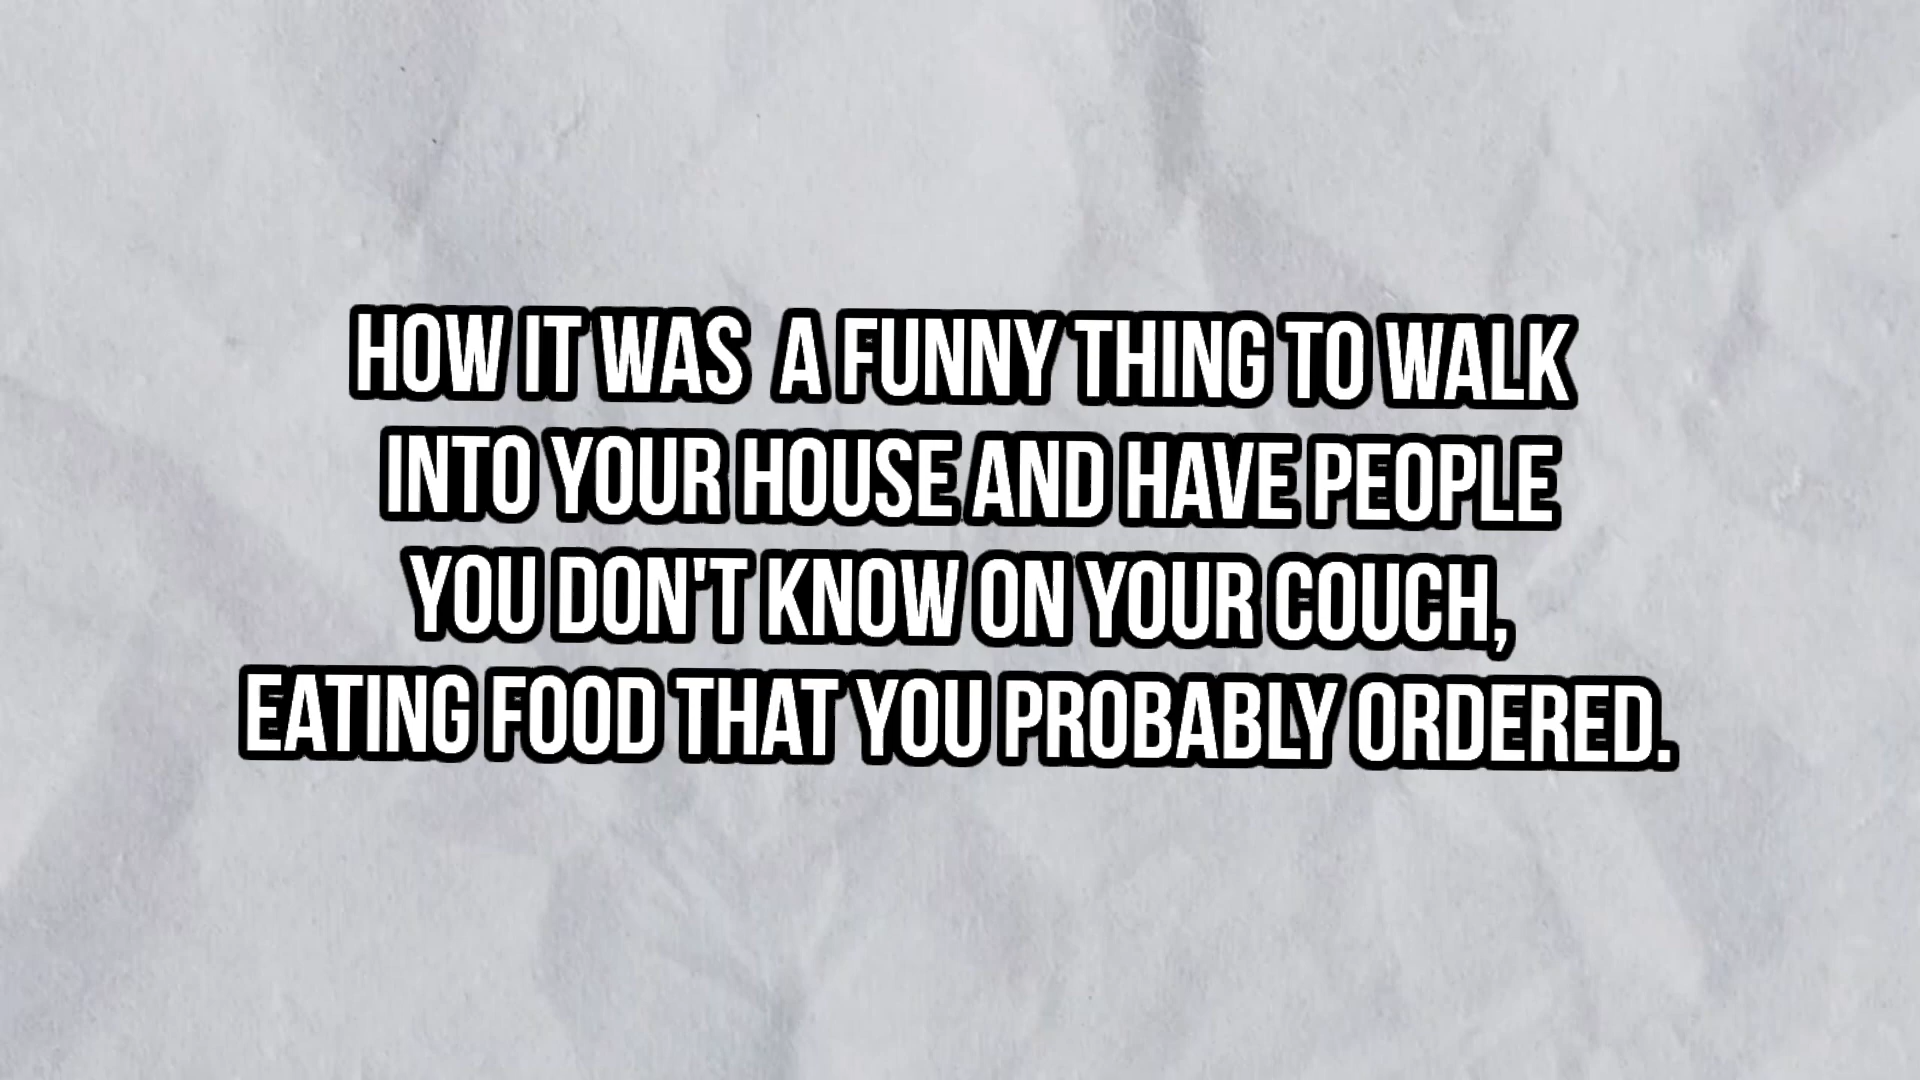 HOW IT WAS  A FUNNY THING TO WALK
INTO YOUR HOUSE AND HAVE PEOPLE
YOU DON'T KNOW ON YOUR COUCH,
EATING FOOD THAT YOU PROBABLY ORDERED.